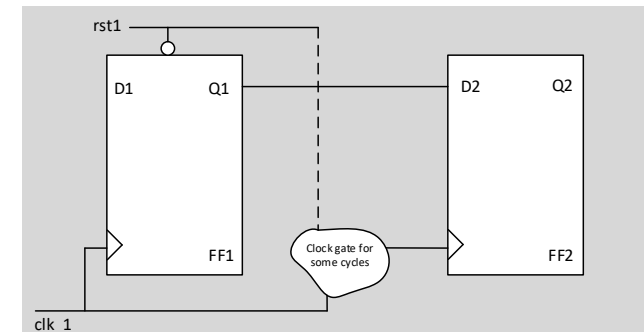 rst1
D1
Q1
D2
Q2
Clock gate for
some cycles
FF1
FF2
clk_1